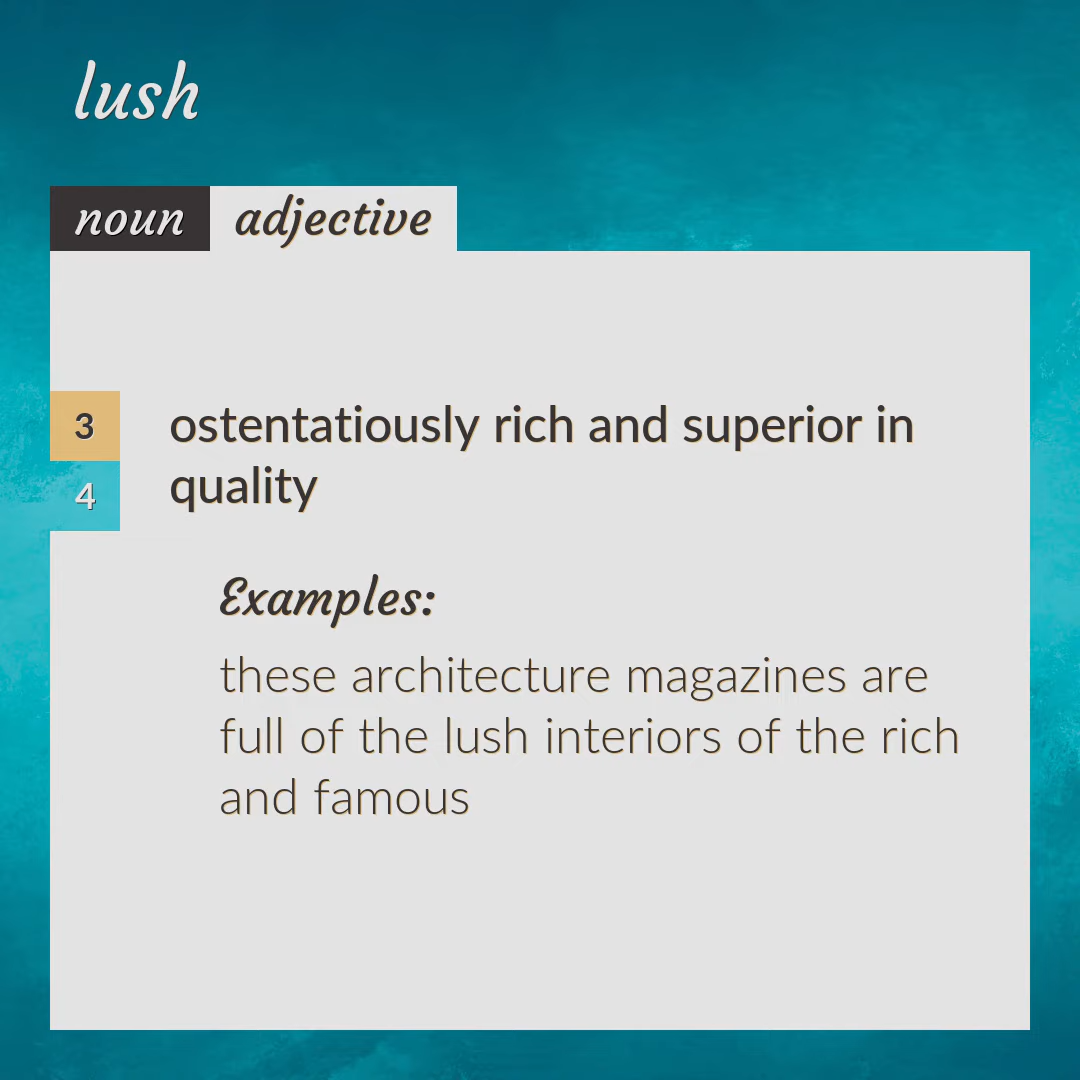 lush
noun adjective
3
ostentatiously rich and superior in
quality
4
Examples:
these architecture magazines are
full of the lush interiors of the rich
and famous